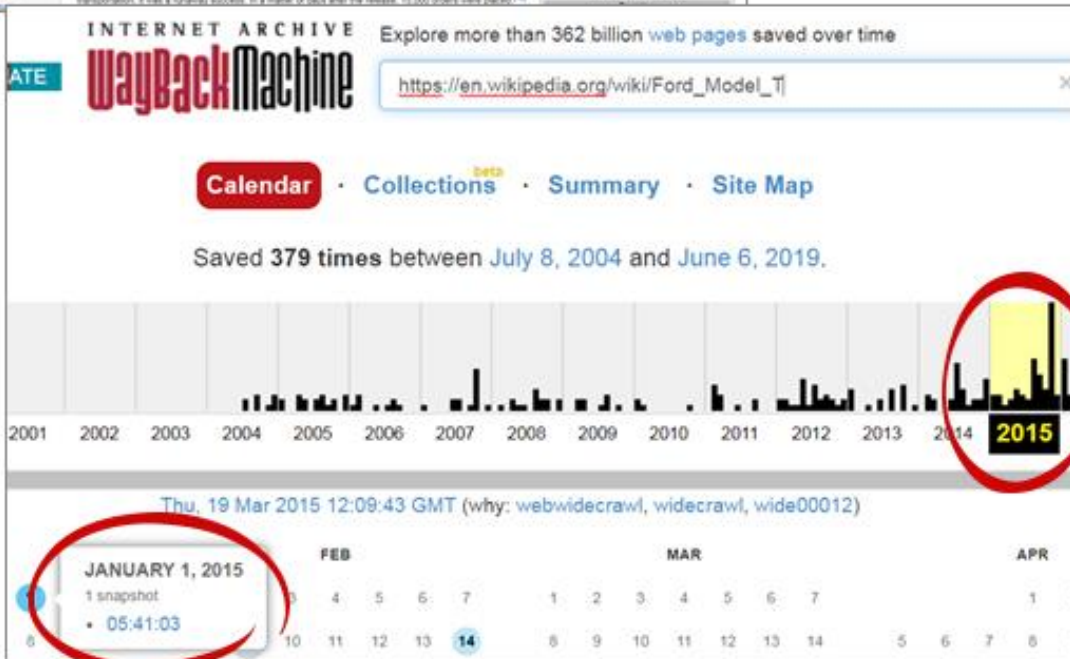 INTERNET ARCHIVE
WayBackMachine
Explore more than 362 billion web pages saved over time
ATE
https://en.wikipedia.org/wiki/Ford_Model_T
×
Calendar · Collections beta · Summary · Site Map
Saved 379 times between July 8, 2004 and June 6, 2019.
2001 2002 2003 2004 2005 2006 2007 2008 2009 2010 2011 2012 2013 2014 2015
Thu, 19 Mar 2015 12:09:43 GMT (why: webwidecrawl, widecrawl, wide00012)
FEB MAR APR
JANUARY 1, 2015
1 snapshot
• 05:41:03
3 4 5 6 7 1 2 3 4 5 6 7 1
8 10 11 12 13 14 8 9 10 11 12 13 14 5 6 7 8